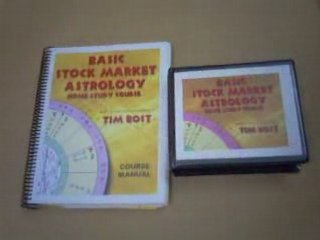 BASIC
STOCK MARKET
ASTROLOGY
HOME STUDY COURSE
TIM BOST
COURSE
MANUAL
BASIC
STOCK MARKET
ASTROLOGY
HOME STUDY COURSE
TIM BOST